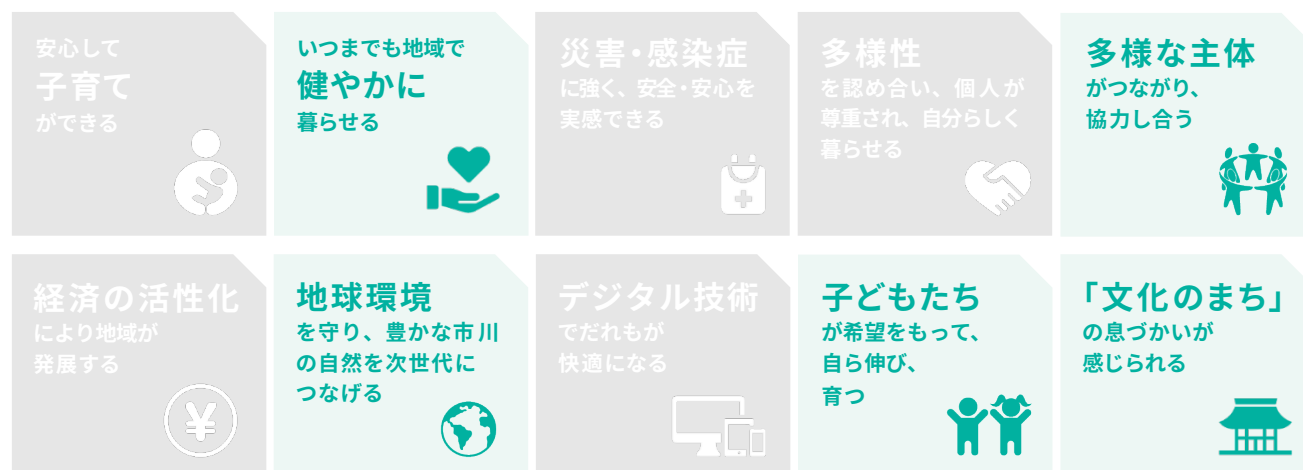 安心して
子育て
ができる
いつまでも地域で
健やかに
暮らせる
災害・感染症
に強く、安全・安心を
実感できる
多様性
を認め合い、個人が
尊重され、自分らしく
暮らせる
多様な主体
がつながり、
協力し合う
経済の活性化
により地域が
発展する
地球環境
を守り、豊かな市川
の自然を次世代に
つなげる
デジタル技術
でだれもが
快適になる
子どもたち
が希望をもって、
自ら伸び、
育つ
「文化のまち」
の息づかいが
感じられる